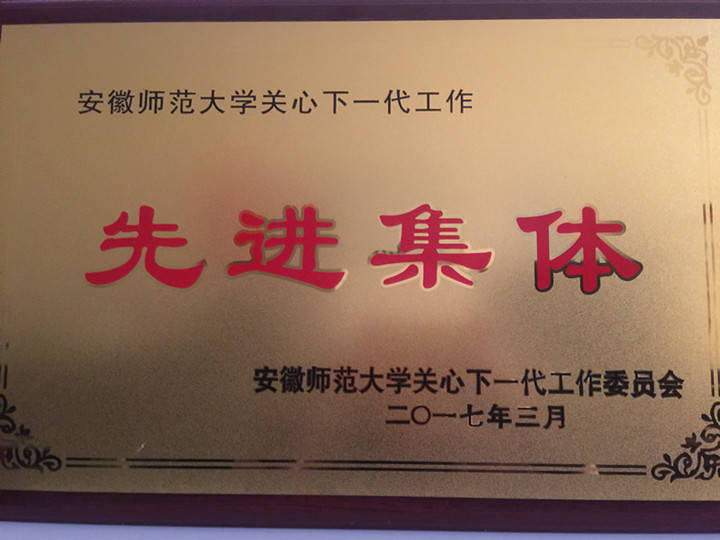 安徽师范大学关心下一代工作
先进集体
安徽师范大学关心下一代工作委员会
二〇一七年三月